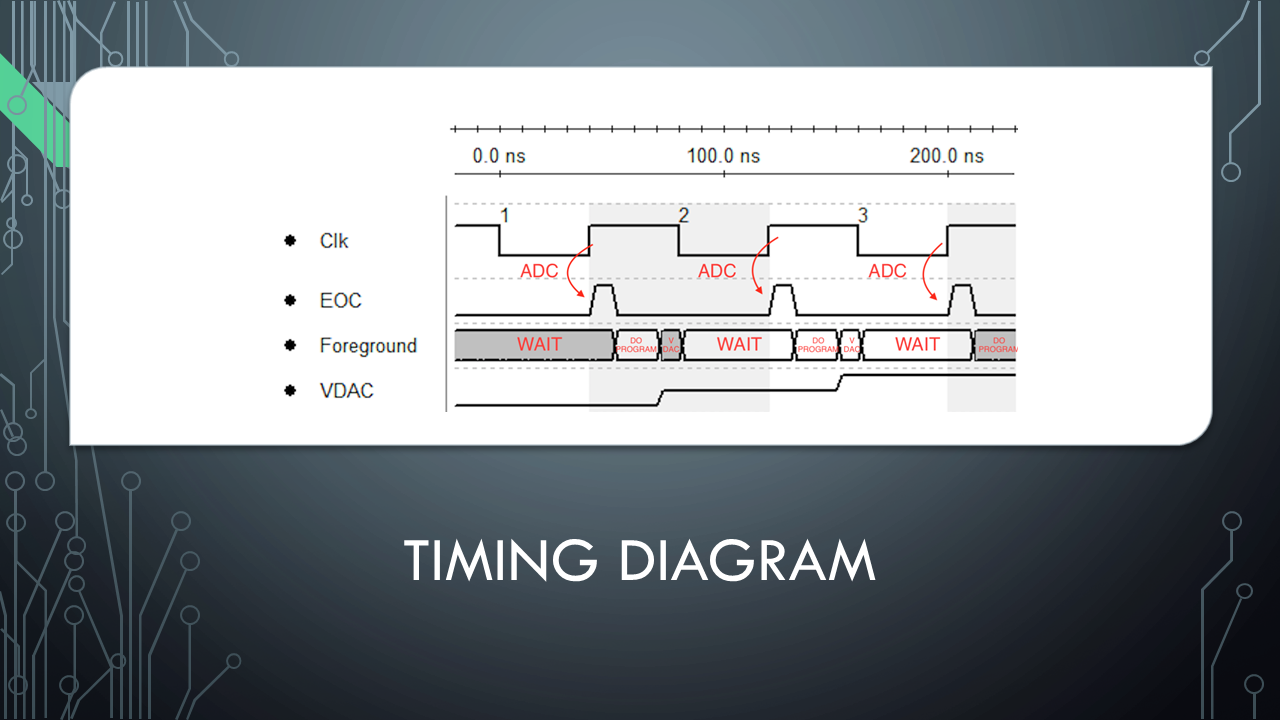 0.0 ns 100.0 ns 200.0 ns
1 2 3
Clk
ADC ADC ADC
EOC
Foreground
WAIT DO PROGRAM V DAC WAIT DO PROGRAM V DAC WAIT DO PROGRAM
VDAC
TIMING DIAGRAM